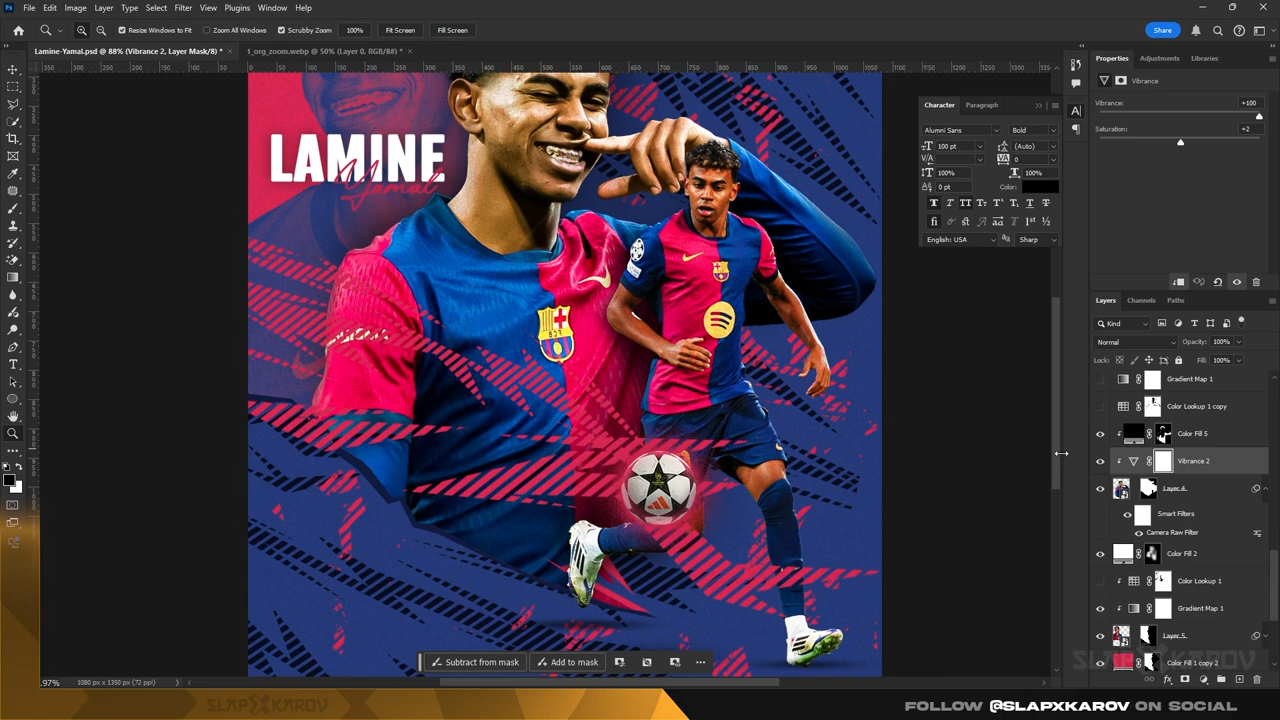 File Edit Image Layer Type Select Filter View Plugins Window Help
Resize Windows to Fit Zoom All Windows Scrubby Zoom 100% Fit Screen Fill Screen Share
Lamine-Yamal.psd @ 88% (Vibrance 2, Layer Mask/8) * × 1_org_zoom.webp @ 50% (Layer 0, RGB/8#) * ×
Properties Adjustments Libraries
Vibrance
Vibrance: +100
Saturation: +2
Character Paragraph
Alumni Sans Bold
100 pt (Auto)
0
100% 100%
0 pt Color:
English: USA Sharp
LAMINE
Yamal
Layers Channels Paths
Kind
Normal Opacity: 100%
Lock: Fill: 100%
Gradient Map 1
Color Lookup 1 copy
Color Fill 5
Vibrance 2
Layer 4
Smart Filters
Camera Raw Filter
Color Fill 2
Color Lookup 1
Gradient Map 1
Layer 5
Color Fill 1 copy 2
Subtract from mask Add to mask
.97% 1080 px x 1350 px (72 ppi)
SLAPXKAROV
SLAPXKAROV
FOLLOW @SLAPXKAROV ON SOCIAL